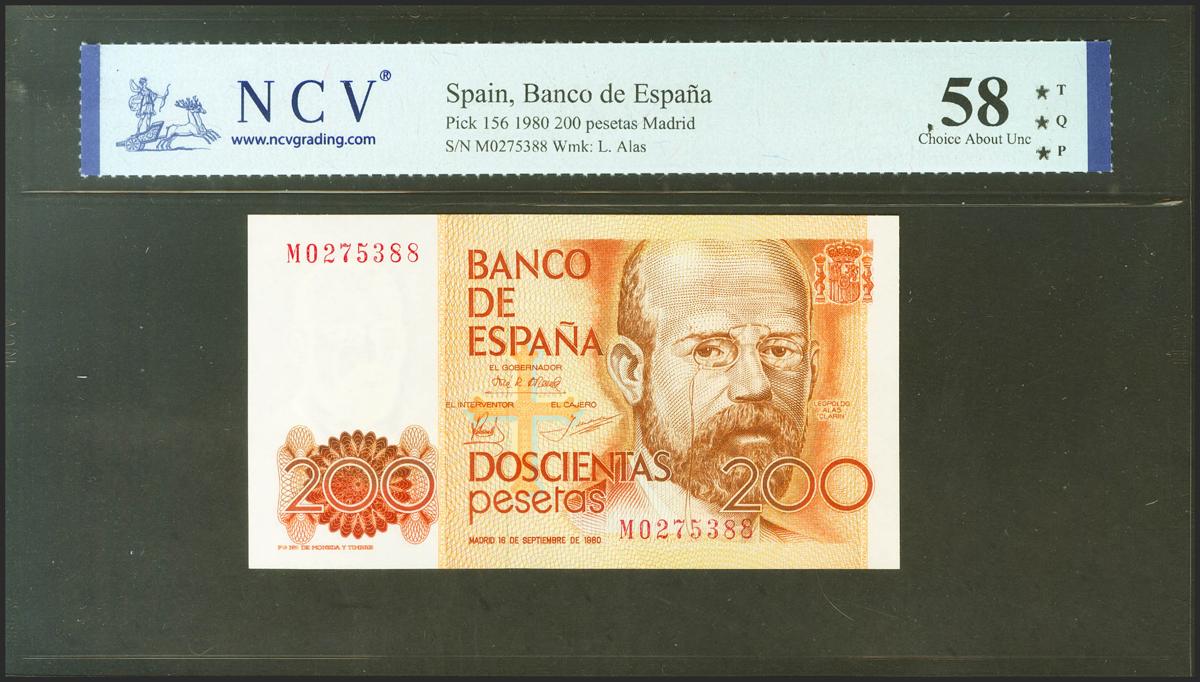 NCV®
www.ncvgrading.com
Spain, Banco de España
Pick 156 1980 200 pesetas Madrid
S/N M0275388 Wmk: L. Alas
58
Choice About Unc
★ T
★ Q
★ P
M0275388
BANCO
DE
ESPAÑA
EL GOBERNADOR
EL INTERVENTOR EL CAJERO
LEOPOLDO
ALAS
CLARIN
DOSCIENTAS
pesetas
200
200
M0275388
MADRID 16 DE SEPTIEMBRE DE 1980
DE MONEDA Y TIMBRE